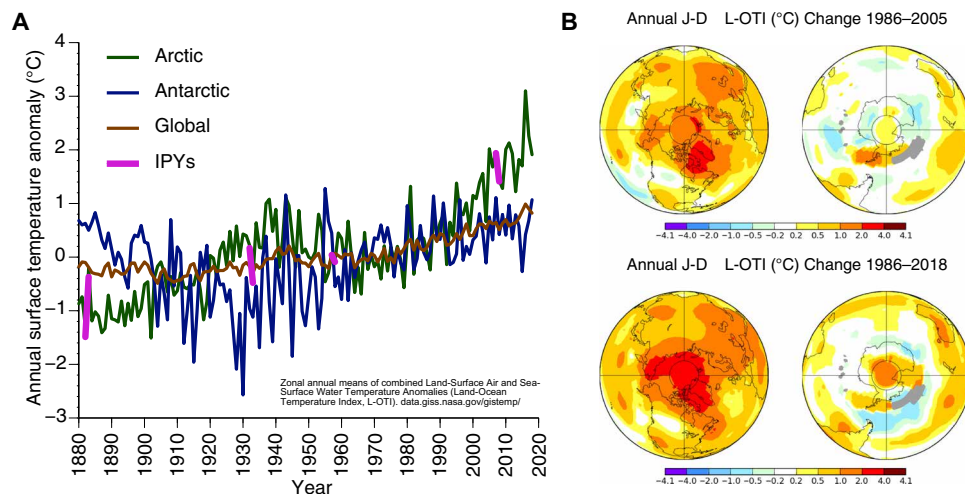 A
Annual surface temperature anomaly (°C)
4
3
2
1
0
−1
−2
−3
Arctic
Antarctic
Global
IPYs
Zonal annual means of combined Land-Surface Air and Sea-
Surface Water Temperature Anomalies (Land-Ocean
Temperature Index, L-OTI). data.giss.nasa.gov/gistemp/
1880 1890 1900 1910 1920 1930 1940 1950 1960 1970 1980 1990 2000 2010 2020
Year
B
Annual J-D L-OTI (°C) Change 1986–2005
−4.1 −4.0 −2.0 −1.0 −0.5 −0.2 0.2 0.5 1.0 2.0 4.0 4.1
Annual J-D L-OTI (°C) Change 1986–2018
−4.1 −4.0 −2.0 −1.0 −0.5 −0.2 0.2 0.5 1.0 2.0 4.0 4.1